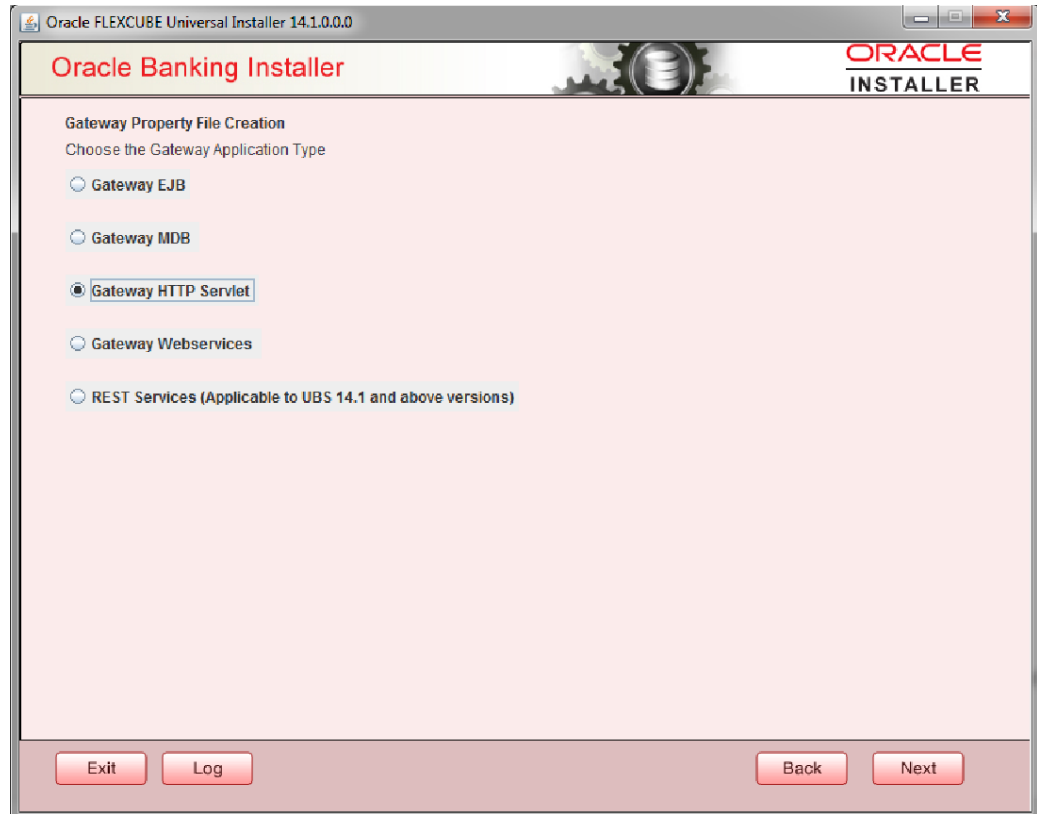 Oracle FLEXCUBE Universal Installer 14.1.0.0.0
Oracle Banking Installer
ORACLE
INSTALLER
Gateway Property File Creation
Choose the Gateway Application Type
Gateway EJB
Gateway MDB
Gateway HTTP Servlet
Gateway Webservices
REST Services (Applicable to UBS 14.1 and above versions)
Exit Log Back Next